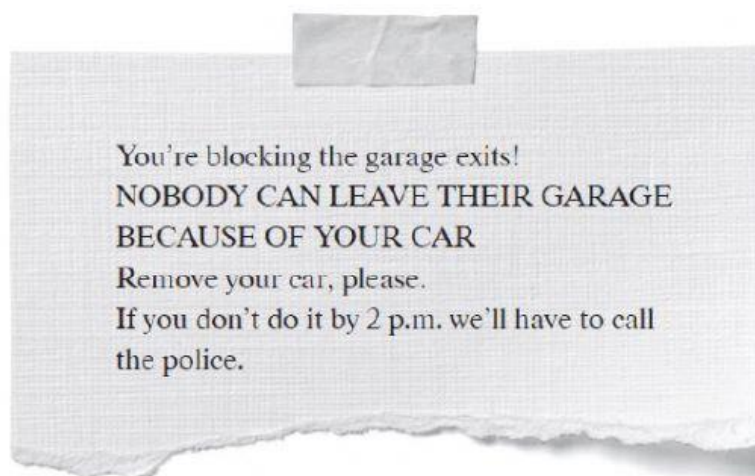 You're blocking the garage exits!
NOBODY CAN LEAVE THEIR GARAGE
BECAUSE OF YOUR CAR
Remove your car, please.
If you don't do it by 2 p.m. we'll have to call
the police.